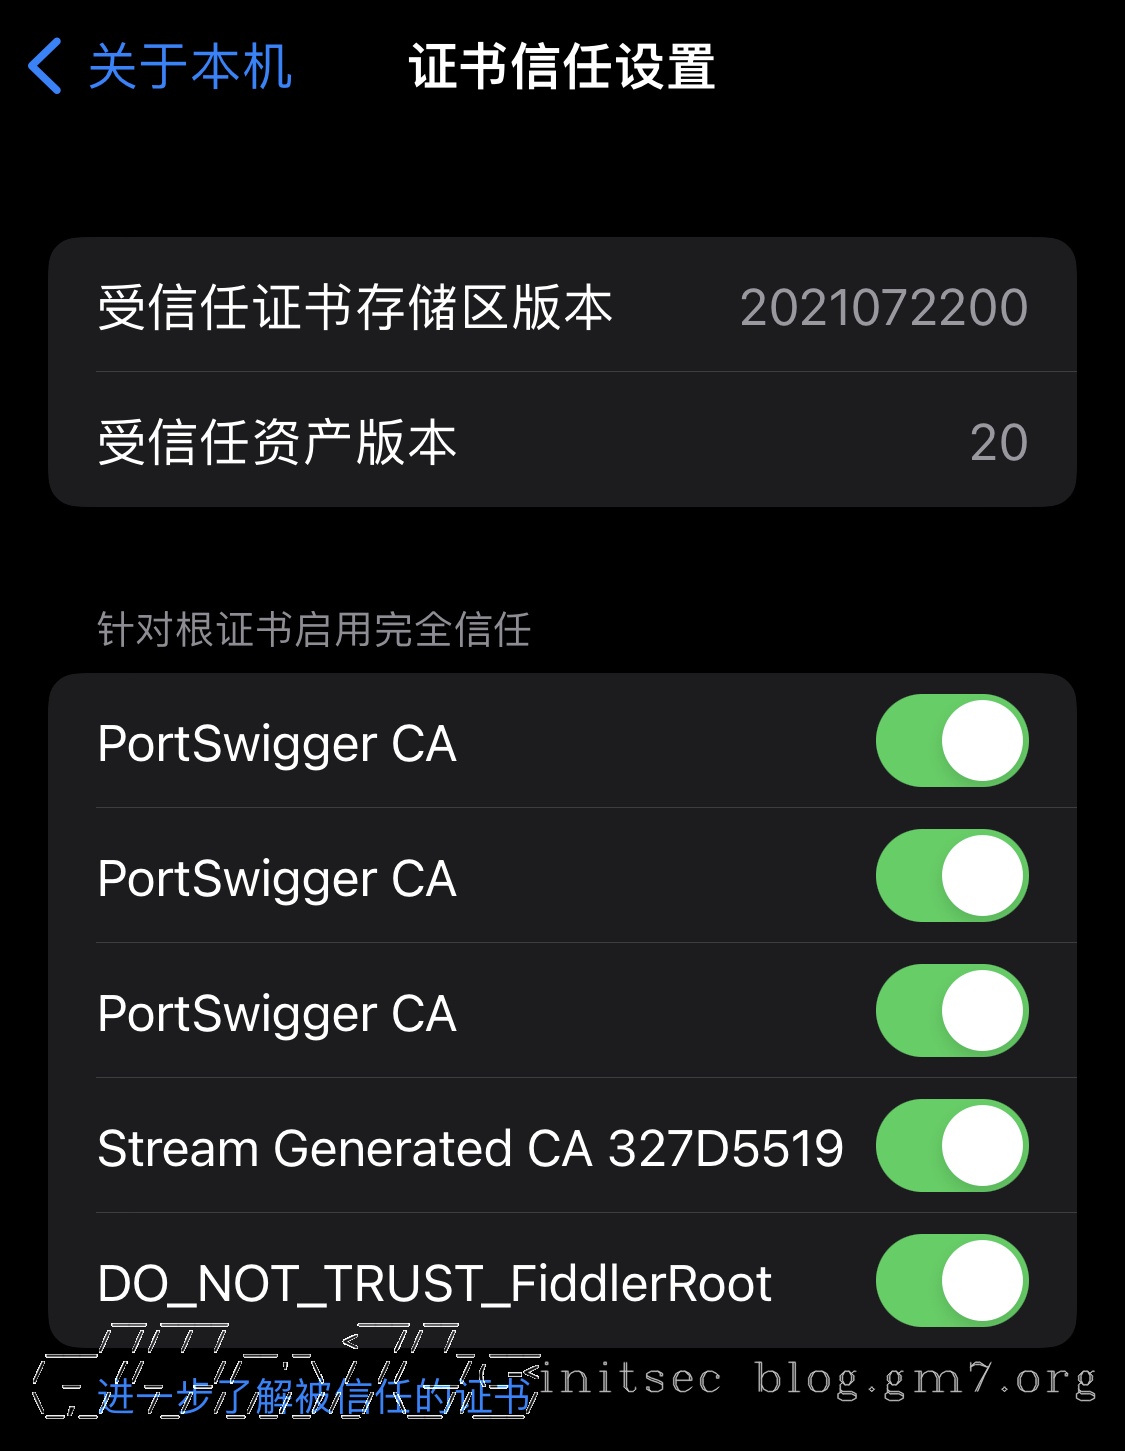 关于本机 证书信任设置
受信任证书存储区版本 2021072200
受信任资产版本 20
针对根证书启用完全信任
PortSwigger CA
PortSwigger CA
PortSwigger CA
Stream Generated CA 327D5519
DO_NOT_TRUST_FiddlerRoot
initsec blog.gm7.org
进一步了解被信任的证书